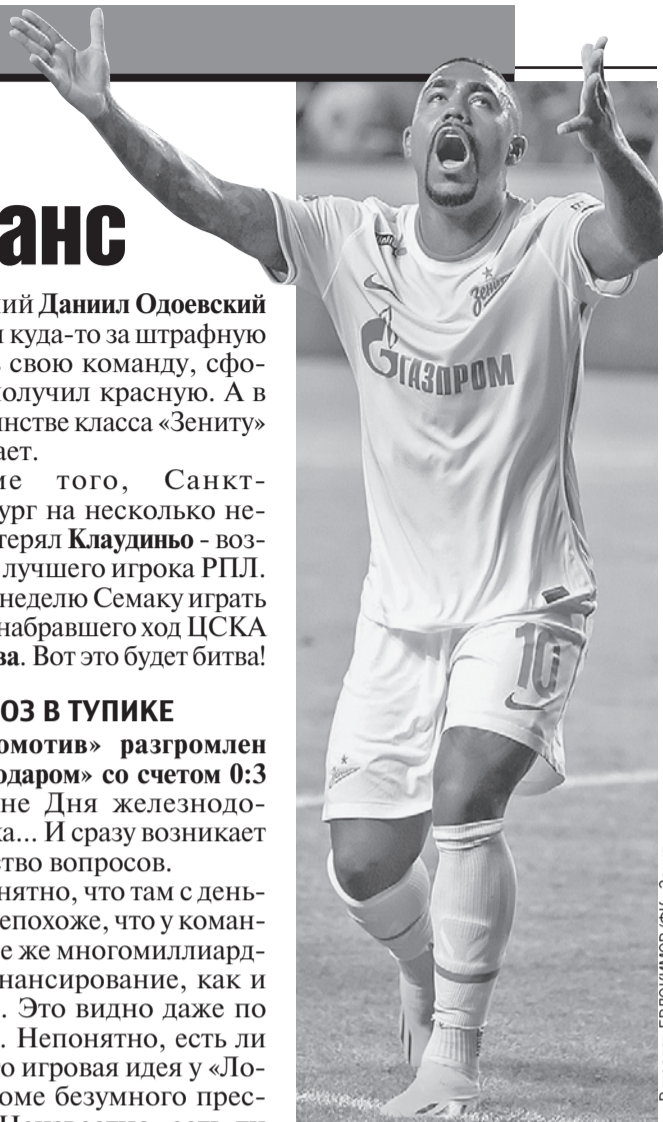 анс
ий Даниил Одоевский
куда-то за штрафную
свою команду, сфо-
олучил красную. А в
нстве класса «Зениту»
ает.
ие того, Санкт-
ург на несколько не-
терял Клаудиньо - воз-
лучшего игрока РПЛ.
неделю Семаку играть
набравшего ход ЦСКА
ва. Вот это будет битва!
ОЗ В ТУПИКЕ
омотив» разгромлен
одаром» со счетом 0:3
не Дня железнодо-
ка... И сразу возникает
ство вопросов.
нятно, что там с день-
епохоже, что у коман-
е же многомиллиард-
нансирование, как и
. Это видно даже по
. Непонятно, есть ли
о игровая идея у «Ло-
оме безумного прес-
Зенит
ГАЗПРОМ
10